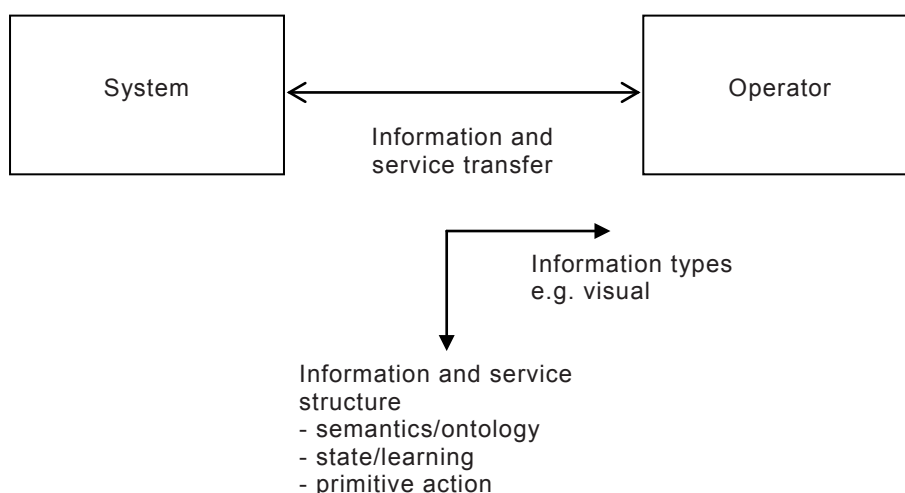 System
Operator
Information and
service transfer
Information types
e.g. visual
Information and service
structure
- semantics/ontology
- state/learning
- primitive action